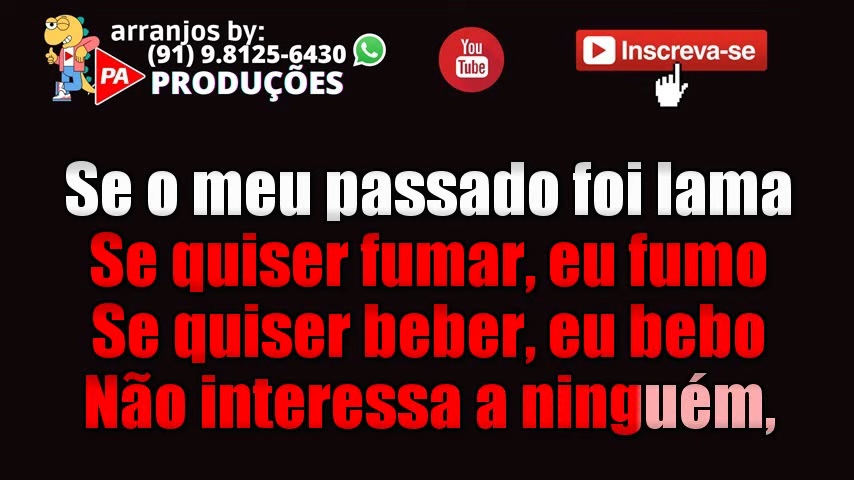 arranjos by:
(91) 9.8125-6430
PA PRODUÇÕES
You
Tube
Inscreva-se
Se o meu passado foi lama
Se quiser fumar, eu fumo
Se quiser beber, eu bebo
Não interessa a ninguém,